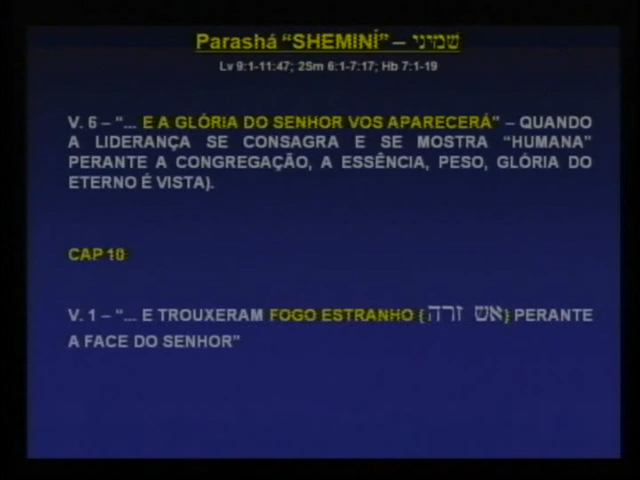 Parashá “SHEMINÍ” – שמיני
Lv 9:1-11:47; 2Sm 6:1-7:17; Hb 7:1-19
V. 6 – “... E A GLÓRIA DO SENHOR VOS APARECERÁ” – QUANDO
A LIDERANÇA SE CONSAGRA E SE MOSTRA “HUMANA”
PERANTE A CONGREGAÇÃO, A ESSÊNCIA, PESO, GLÓRIA DO
ETERNO É VISTA).
CAP 10
V. 1 – “... E TROUXERAM FOGO ESTRANHO (אש זרה) PERANTE
A FACE DO SENHOR”